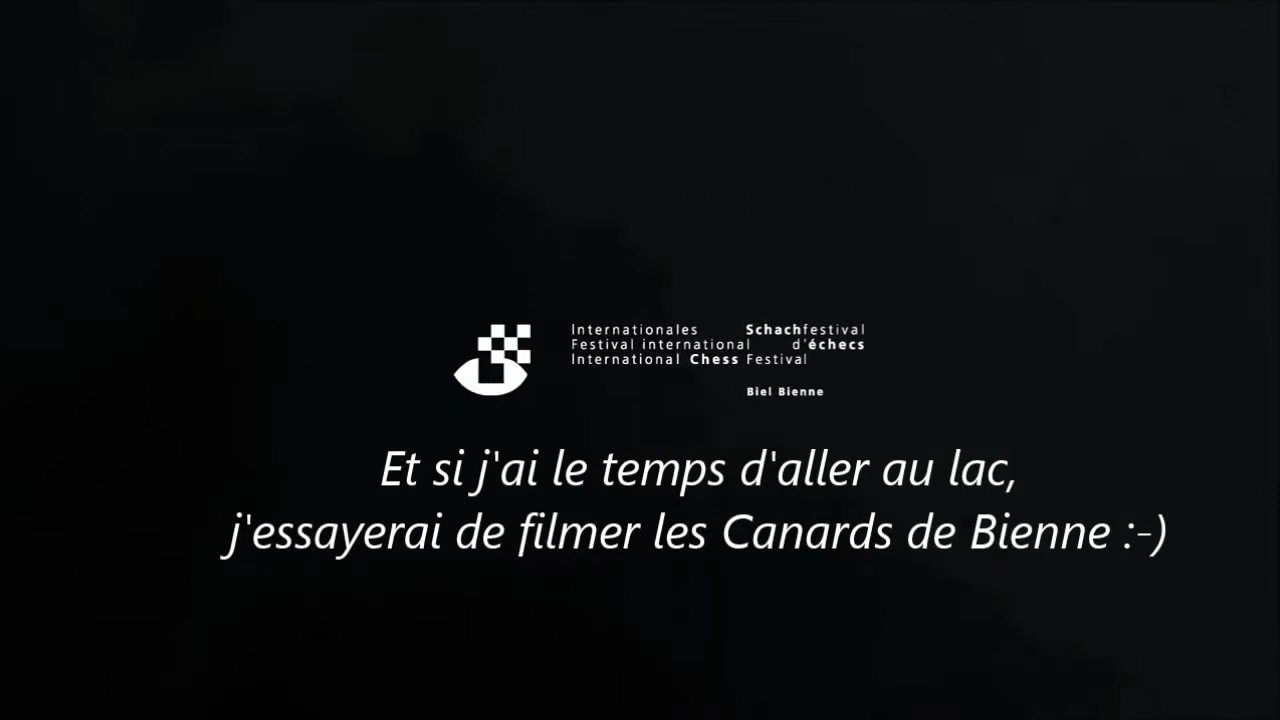 Internationales Schachfestival
Festival international d'échecs
International Chess Festival
Biel Bienne
Et si j'ai le temps d'aller au lac,
j'essayerai de filmer les Canards de Bienne :-)